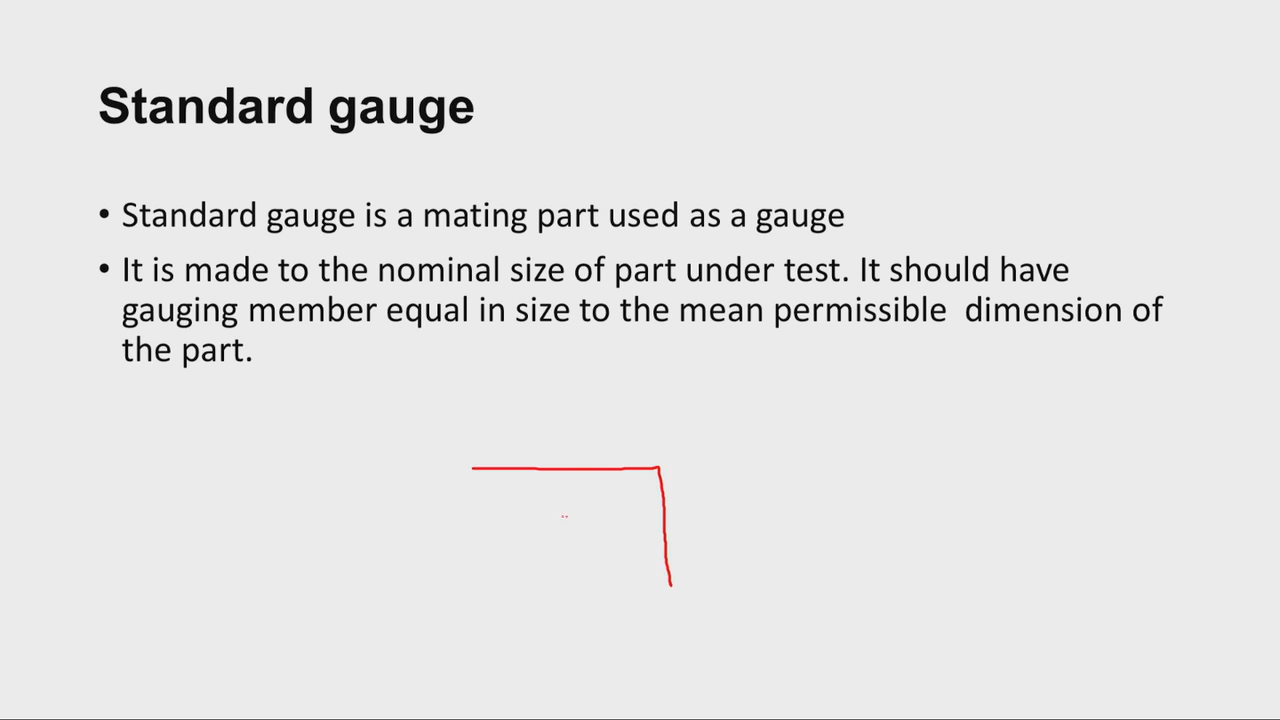 Standard gauge
• Standard gauge is a mating part used as a gauge
• It is made to the nominal size of part under test. It should have
gauging member equal in size to the mean permissible  dimension of
the part.